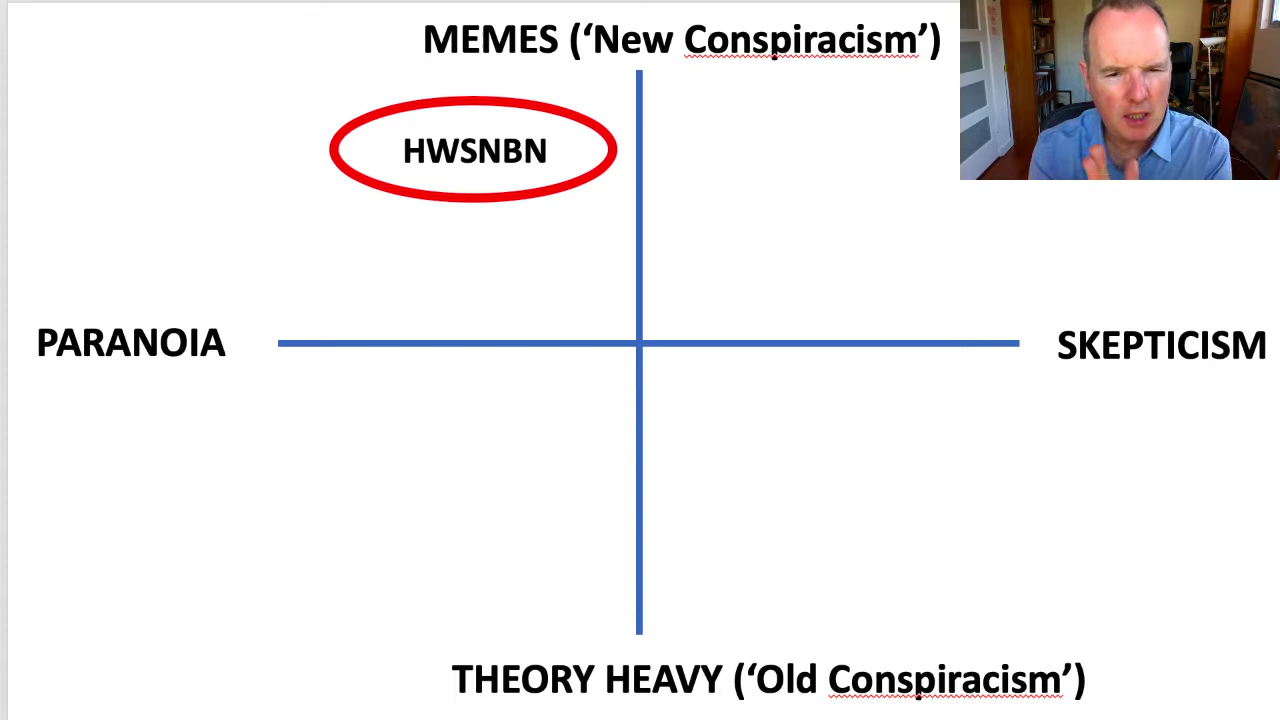 MEMES (‘New Conspiracism’)
HWSNBN
PARANOIA
SKEPTICISM
THEORY HEAVY (‘Old Conspiracism’)